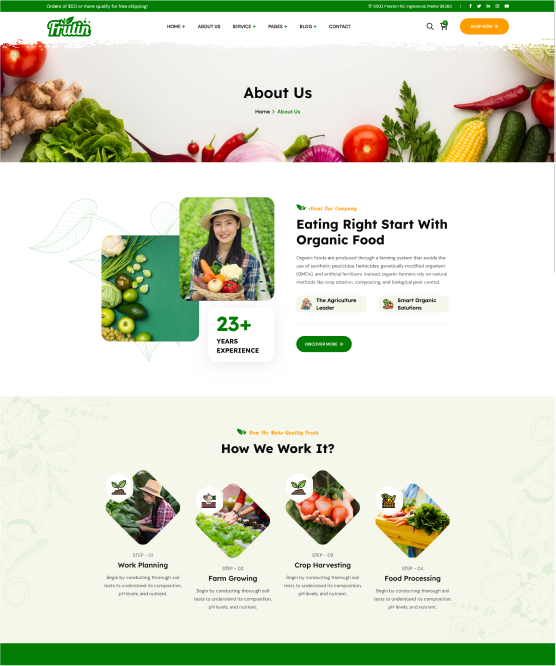 Orders of $50 or more qualify for free shipping!
8502 Preston Rd. Inglewood, Maine 98380
Frutin
HOME +
ABOUT US
SERVICE +
PAGES +
BLOG +
CONTACT
SHOP NOW »
About Us
Home > About Us
About Our Company
Eating Right Start With
Organic Food
Organic foods are produced through a farming system that avoids the
use of synthetic pesticides, herbicides, genetically modified organism
(GMOs), and artificial fertilizers. Instead, organic farmers rely on natural
methods like crop rotation, composting, and biological pest control.
The Agriculture
Leader
Smart Organic
Solutions
23+
YEARS
EXPERIENCE
DISCOVER MORE »
How We Make Quality Foods
How We Work It?
STEP - 01
Work Planning
Begin by conducting thorough soil
tests to understand its composition,
pH levels, and nutrient.
STEP - 02
Farm Growing
Begin by conducting thorough soil
tests to understand its composition,
pH levels, and nutrient.
STEP - 03
Crop Harvesting
Begin by conducting thorough soil
tests to understand its composition,
pH levels, and nutrient.
STEP - 04
Food Processing
Begin by conducting thorough soil
tests to understand its composition,
pH levels, and nutrient.